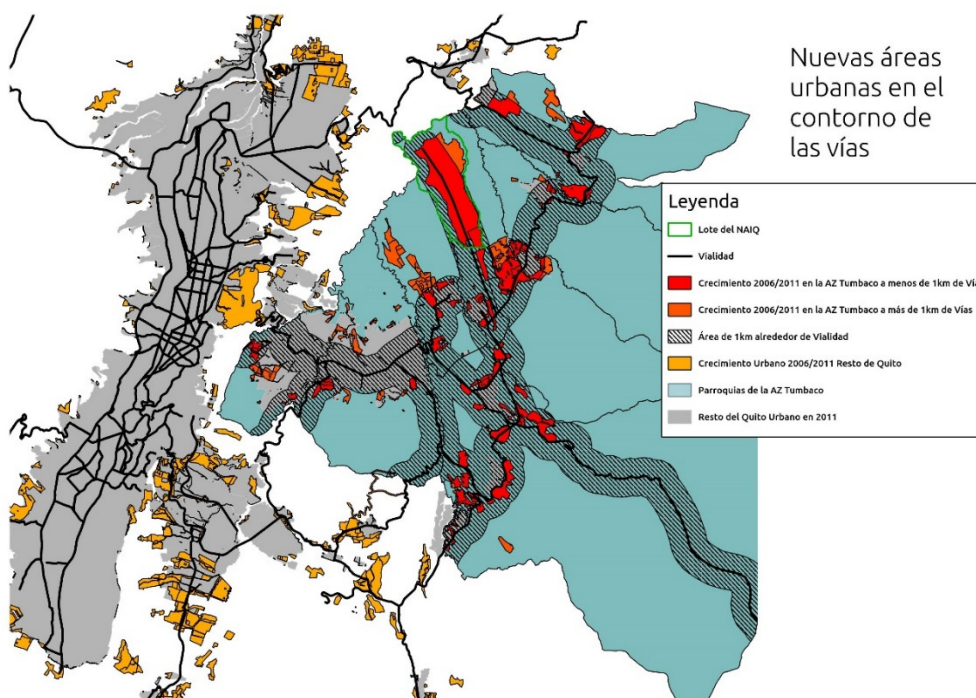 Nuevas áreas
urbanas en el
contorno de
las vías
Leyenda
Lote del NAIQ
Vialidad
Crecimiento 2006/2011 en la AZ Tumbaco a menos de 1km de Vía
Crecimiento 2006/2011 en la AZ Tumbaco a más de 1km de Vías
Área de 1km alrededor de Vialidad
Crecimiento Urbano 2006/2011 Resto de Quito
Parroquias de la AZ Tumbaco
Resto del Quito Urbano en 2011